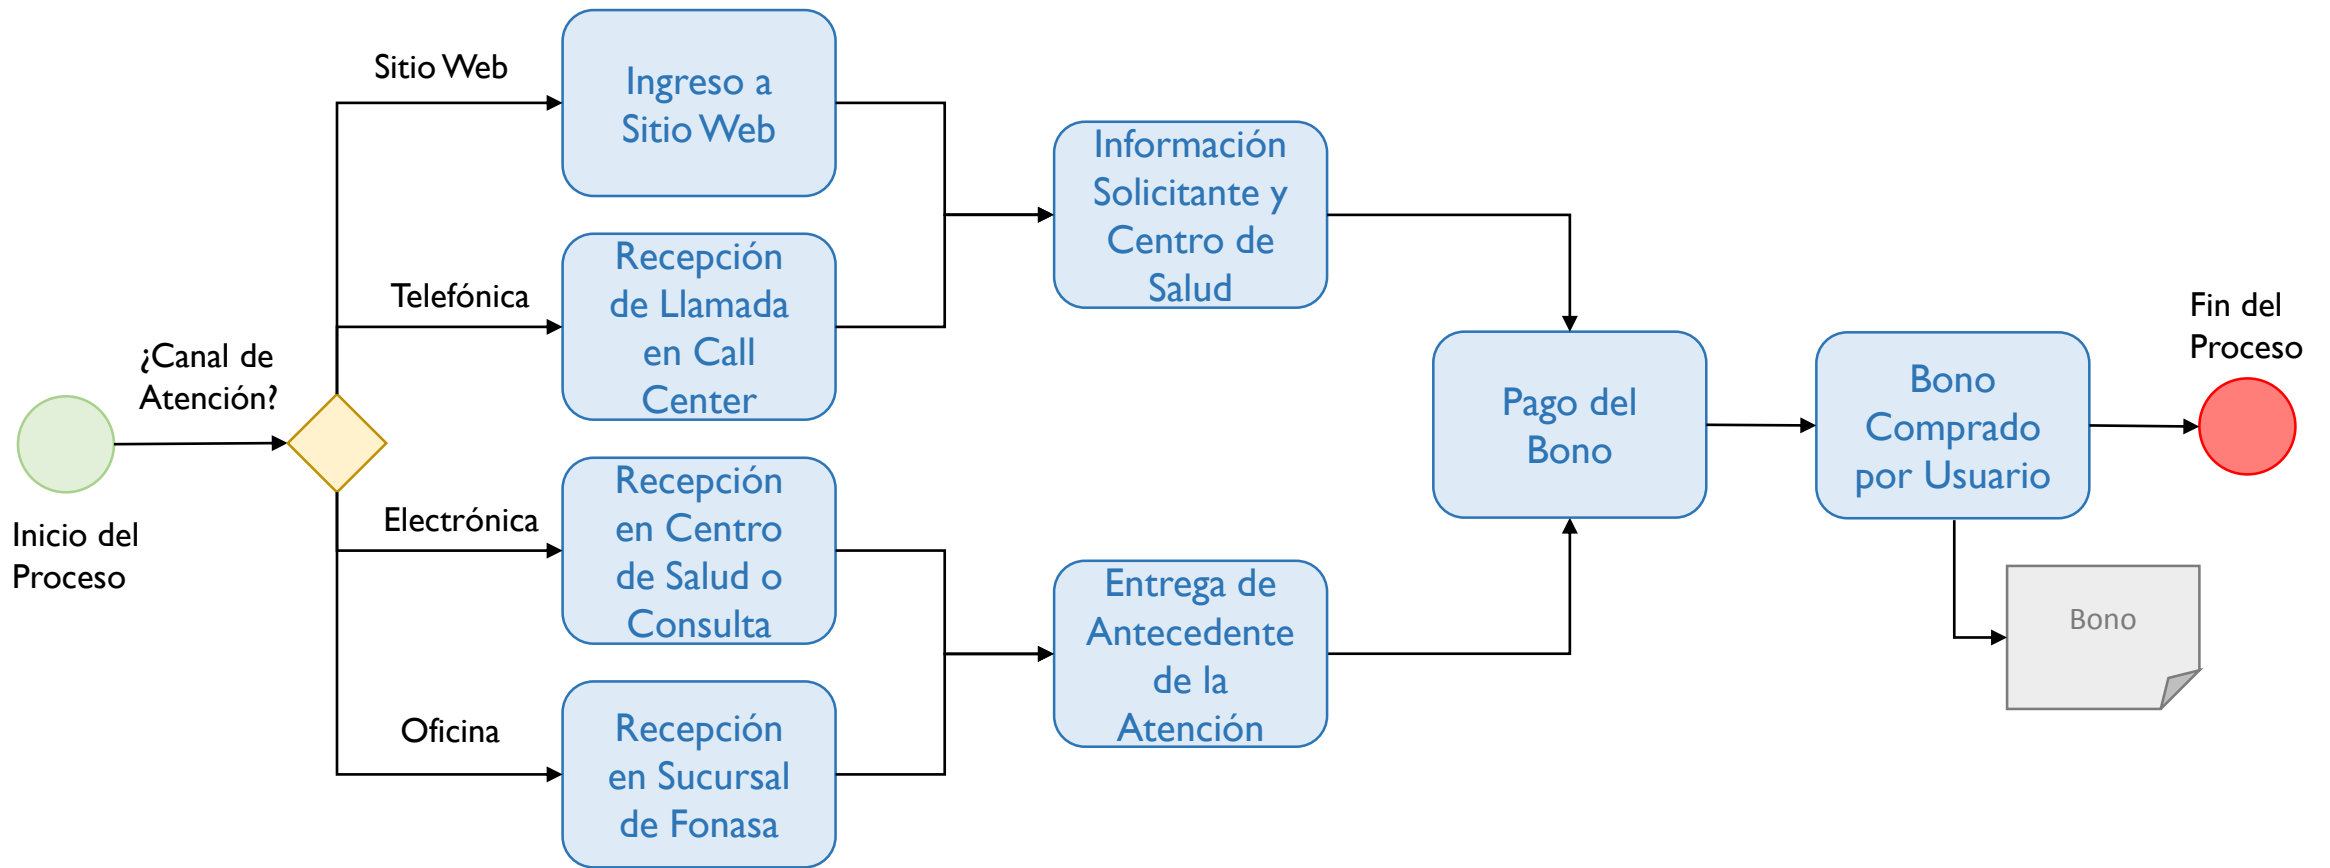 Inicio del
Proceso
¿Canal de
Atención?
Sitio Web
Ingreso a
Sitio Web
Telefónica
Recepción
de Llamada
en Call
Center
Electrónica
Recepción
en Centro
de Salud o
Consulta
Oficina
Recepción
en Sucursal
de Fonasa
Información
Solicitante y
Centro de
Salud
Entrega de
Antecedente
de la
Atención
Pago del
Bono
Bono
Comprado
por Usuario
Bono
Fin del
Proceso